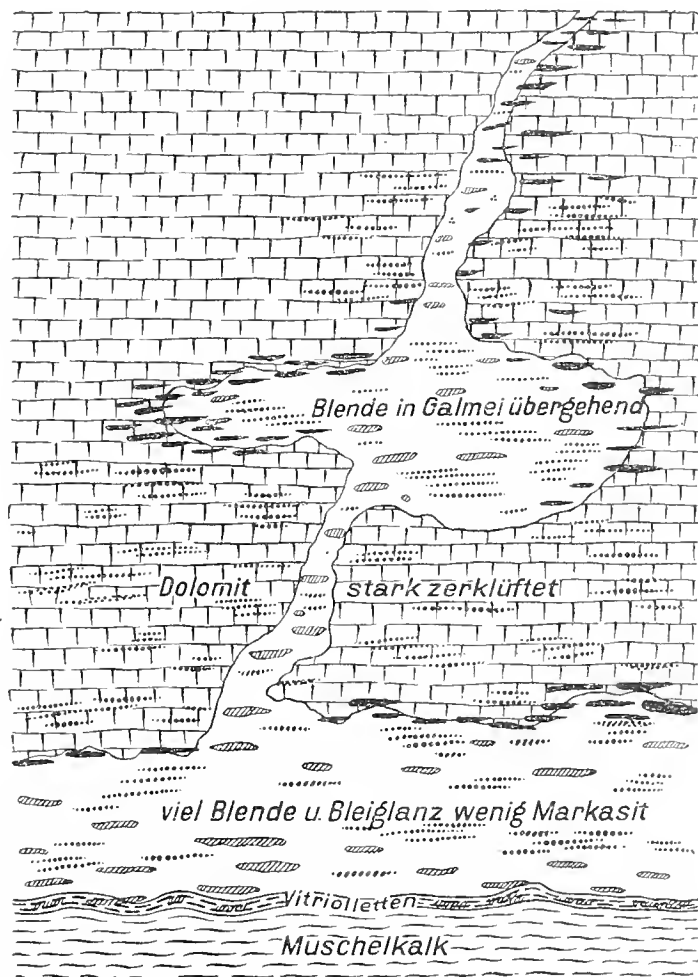 Blende in Galmei übergehend
Dolomit stark zerklüftet
viel Blende u. Bleiglanz wenig Markasit
Vitriolletten
Muschelkalk